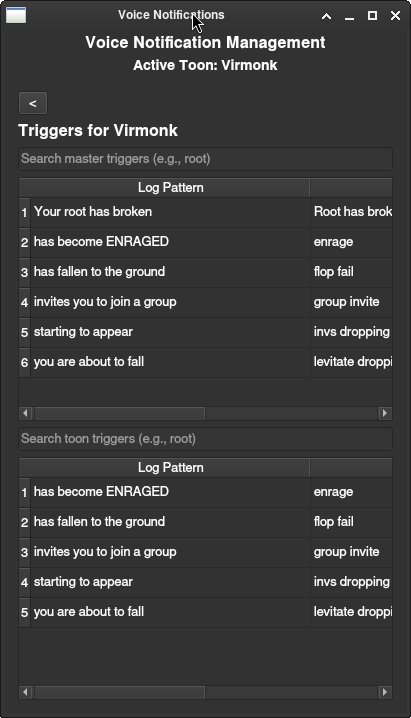 Voice Notifications
Voice Notification Management
Active Toon: Virmonk
<
Triggers for Virmonk
Search master triggers (e.g., root)
Log Pattern
1 Your root has broken Root has brok
2 has become ENRAGED enrage
3 has fallen to the ground flop fail
4 invites you to join a group group invite
5 starting to appear invs dropping
6 you are about to fall levitate droppi
Search toon triggers (e.g., root)
Log Pattern
1 has become ENRAGED enrage
2 has fallen to the ground flop fail
3 invites you to join a group group invite
4 starting to appear invs dropping
5 you are about to fall levitate droppi